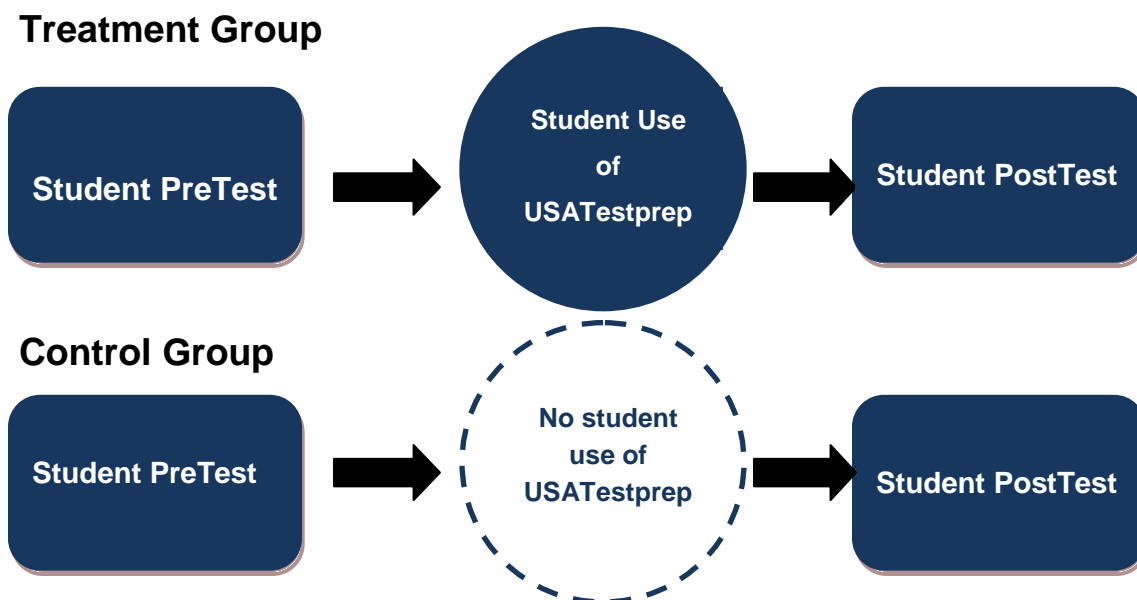 Treatment Group
Student PreTest
Student Use
of
USATestprep
Student PostTest
Control Group
Student PreTest
No student
use of
USATestprep
Student PostTest